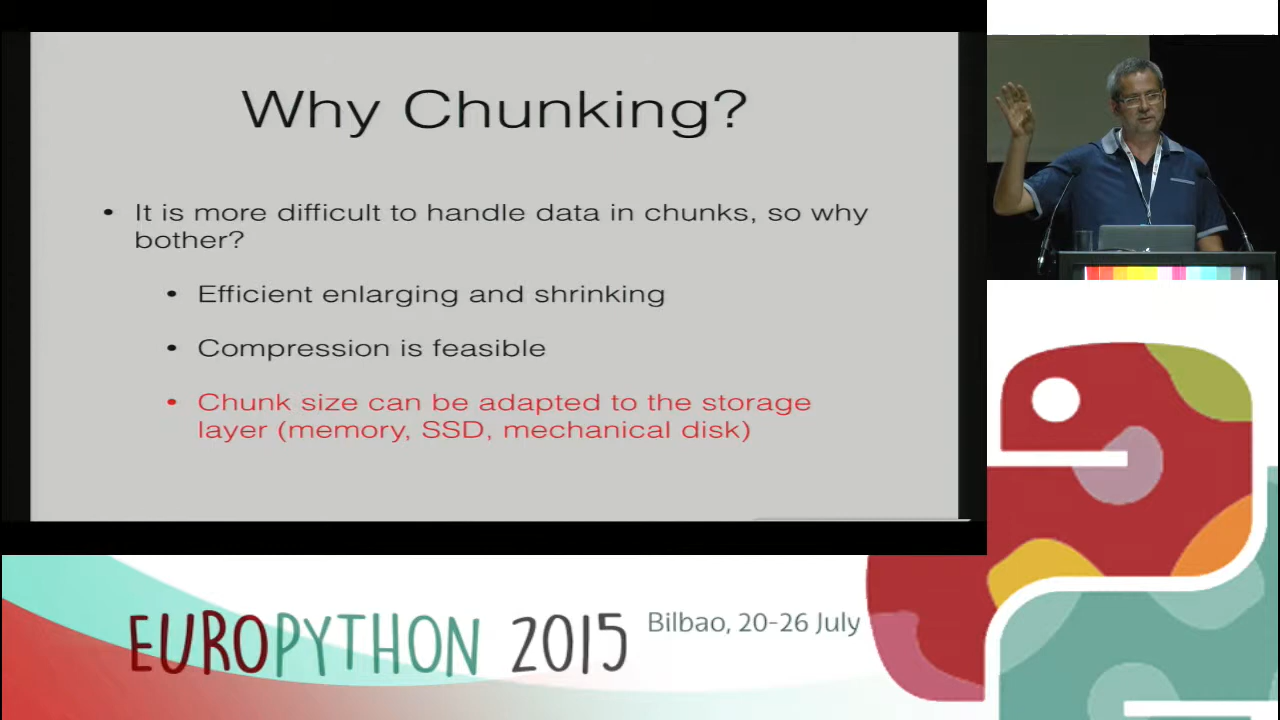 Why Chunking?
• It is more difficult to handle data in chunks, so why
bother?
• Efficient enlarging and shrinking
• Compression is feasible
• Chunk size can be adapted to the storage
layer (memory, SSD, mechanical disk)
EUROPYTHON 2015
Bilbao, 20-26 July